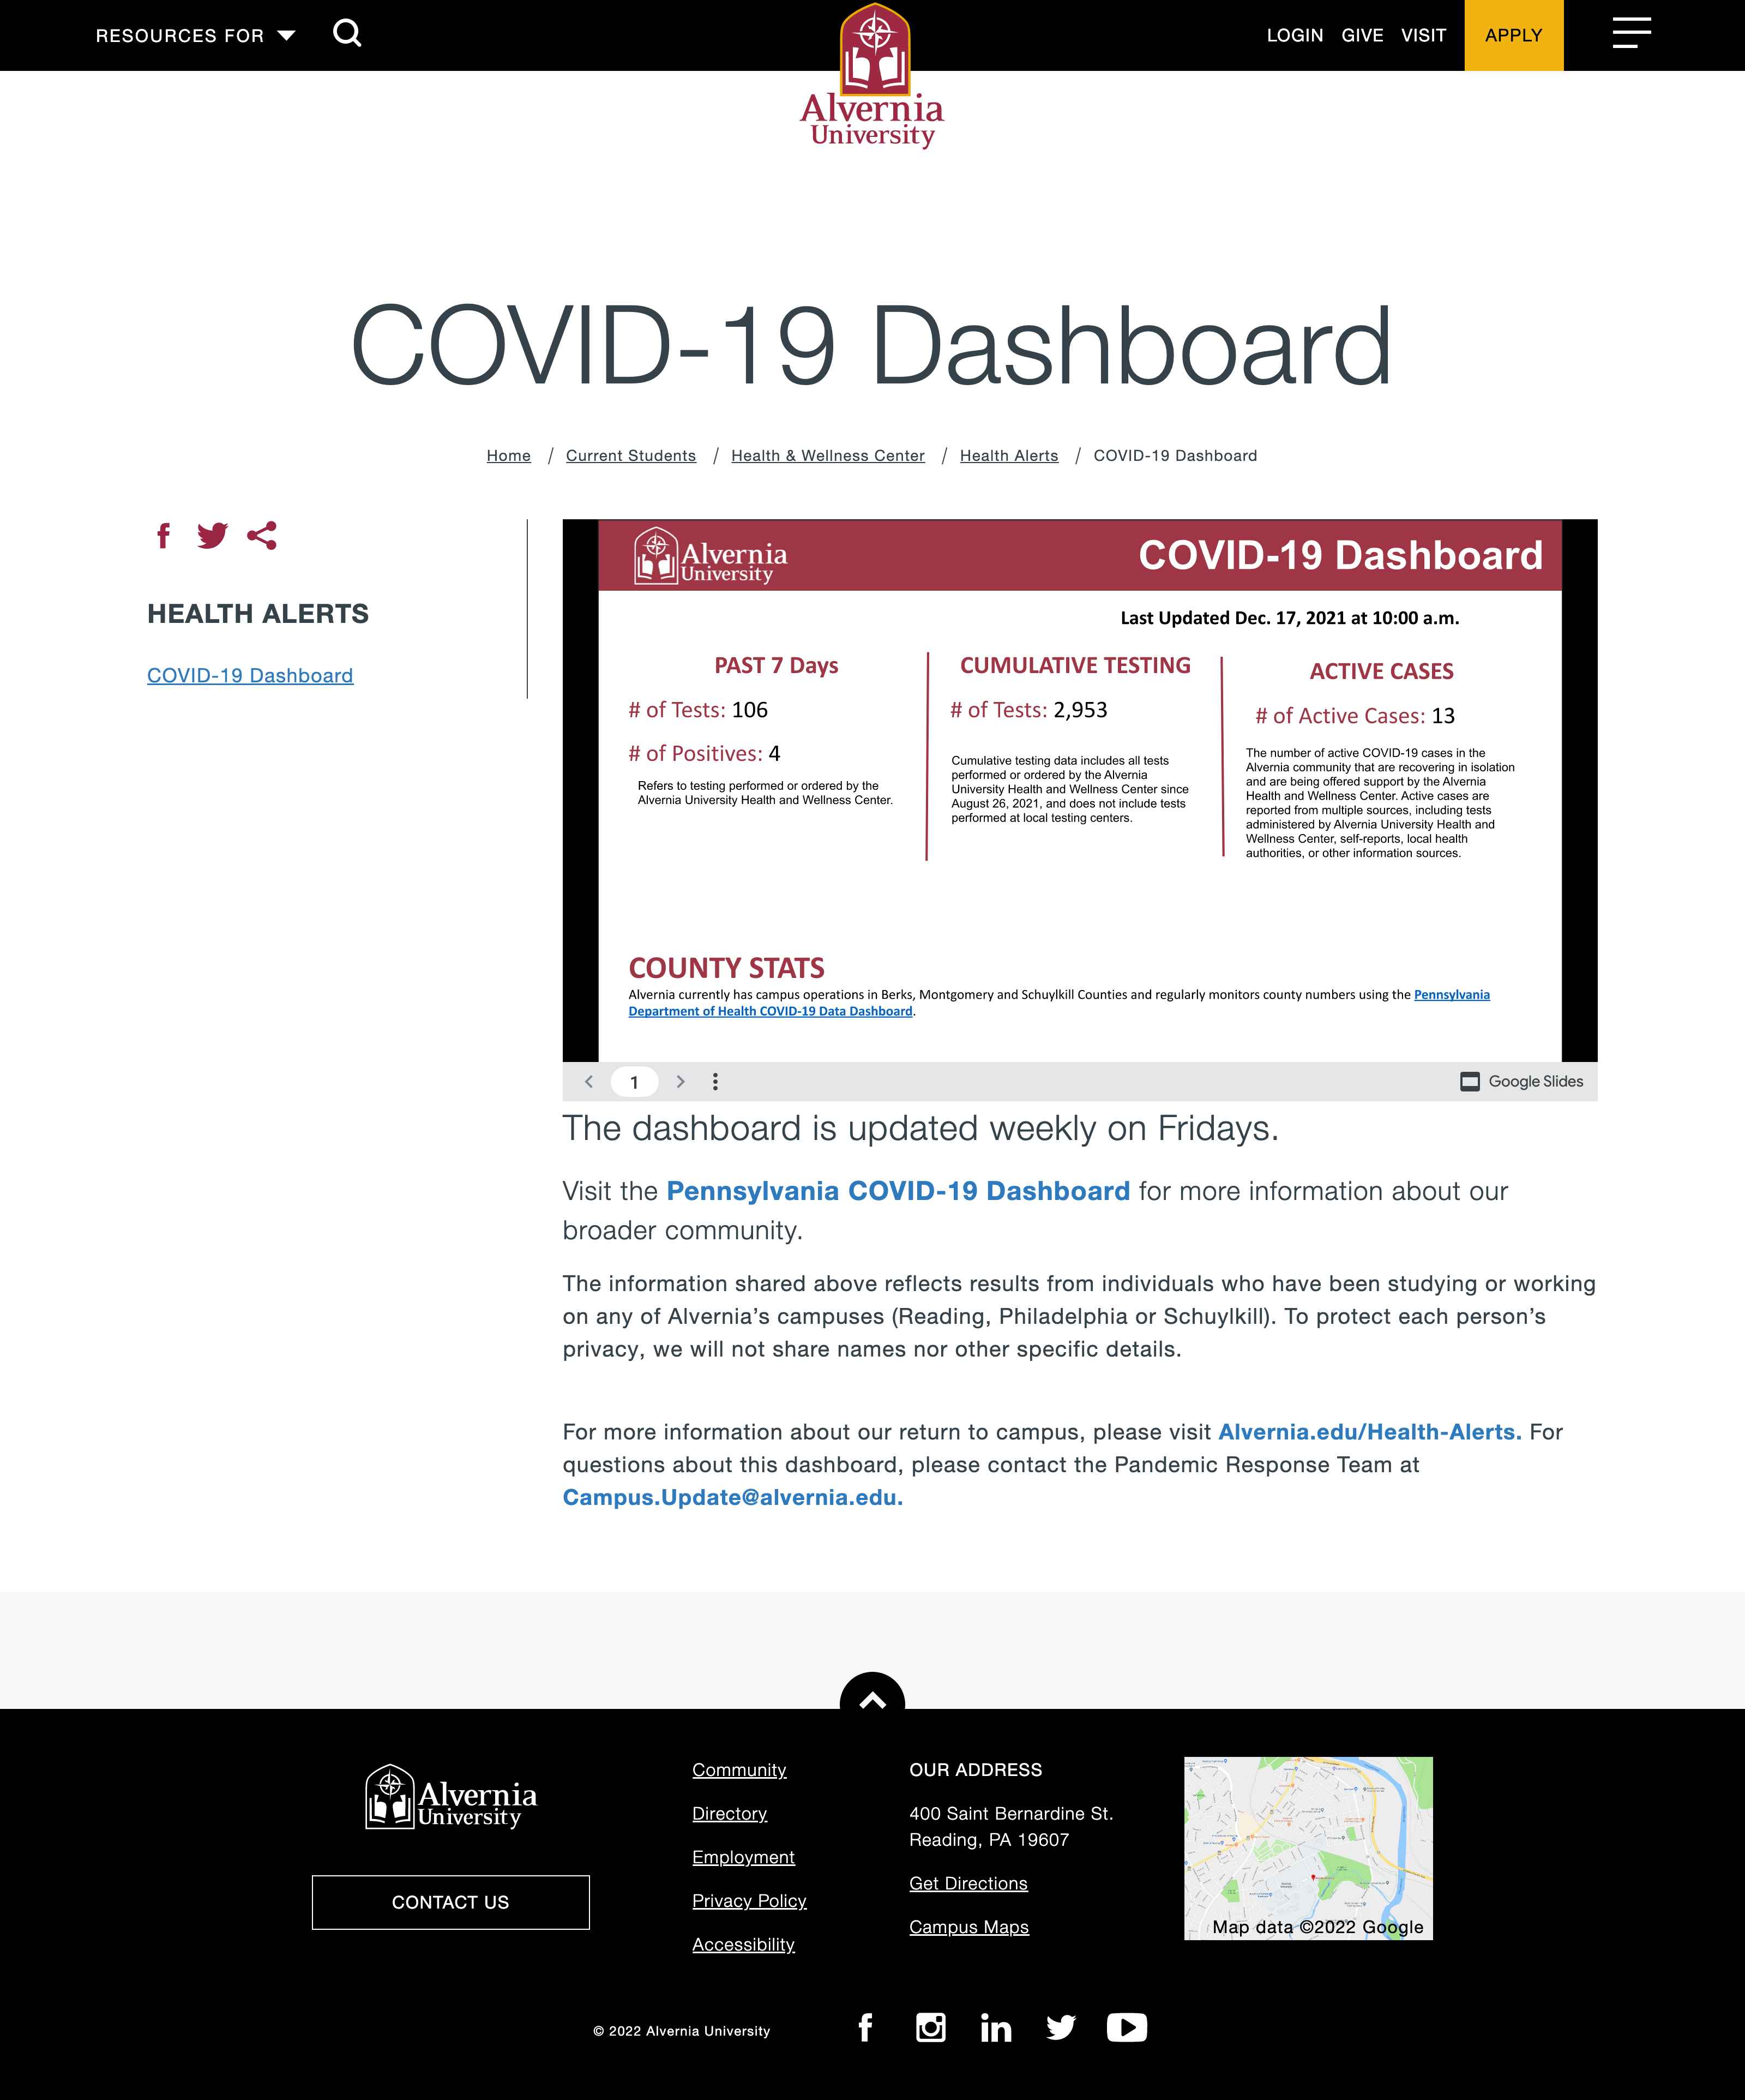 RESOURCES FOR
LOGIN GIVE VISIT APPLY
Alvernia
University
COVID-19 Dashboard
Home / Current Students / Health & Wellness Center / Health Alerts / COVID-19 Dashboard
HEALTH ALERTS
COVID-19 Dashboard
Alvernia
University
COVID-19 Dashboard
Last Updated Dec. 17, 2021 at 10:00 a.m.
PAST 7 Days
# of Tests: 106
# of Positives: 4
Refers to testing performed or ordered by the
Alvernia University Health and Wellness Center.
CUMULATIVE TESTING
# of Tests: 2,953
Cumulative testing data includes all tests
performed or ordered by the Alvernia
University Health and Wellness Center since
August 26, 2021, and does not include tests
performed at local testing centers.
ACTIVE CASES
# of Active Cases: 13
The number of active COVID-19 cases in the
Alvernia community that are recovering in isolation
and are being offered support by the Alvernia
Health and Wellness Center. Active cases are
reported from multiple sources, including tests
administered by Alvernia University Health and
Wellness Center, self-reports, local health
authorities, or other information sources.
COUNTY STATS
Alvernia currently has campus operations in Berks, Montgomery and Schuylkill Counties and regularly monitors county numbers using the Pennsylvania
Department of Health COVID-19 Data Dashboard.
1
Google Slides
The dashboard is updated weekly on Fridays.
Visit the Pennsylvania COVID-19 Dashboard for more information about our
broader community.
The information shared above reflects results from individuals who have been studying or working
on any of Alvernia’s campuses (Reading, Philadelphia or Schuylkill). To protect each person’s
privacy, we will not share names nor other specific details.
For more information about our return to campus, please visit Alvernia.edu/Health-Alerts. For
questions about this dashboard, please contact the Pandemic Response Team at
Campus.Update@alvernia.edu.
Alvernia
University
CONTACT US
Community
Directory
Employment
Privacy Policy
Accessibility
OUR ADDRESS
400 Saint Bernardine St.
Reading, PA 19607
Get Directions
Campus Maps
Map data ©2022 Google
© 2022 Alvernia University